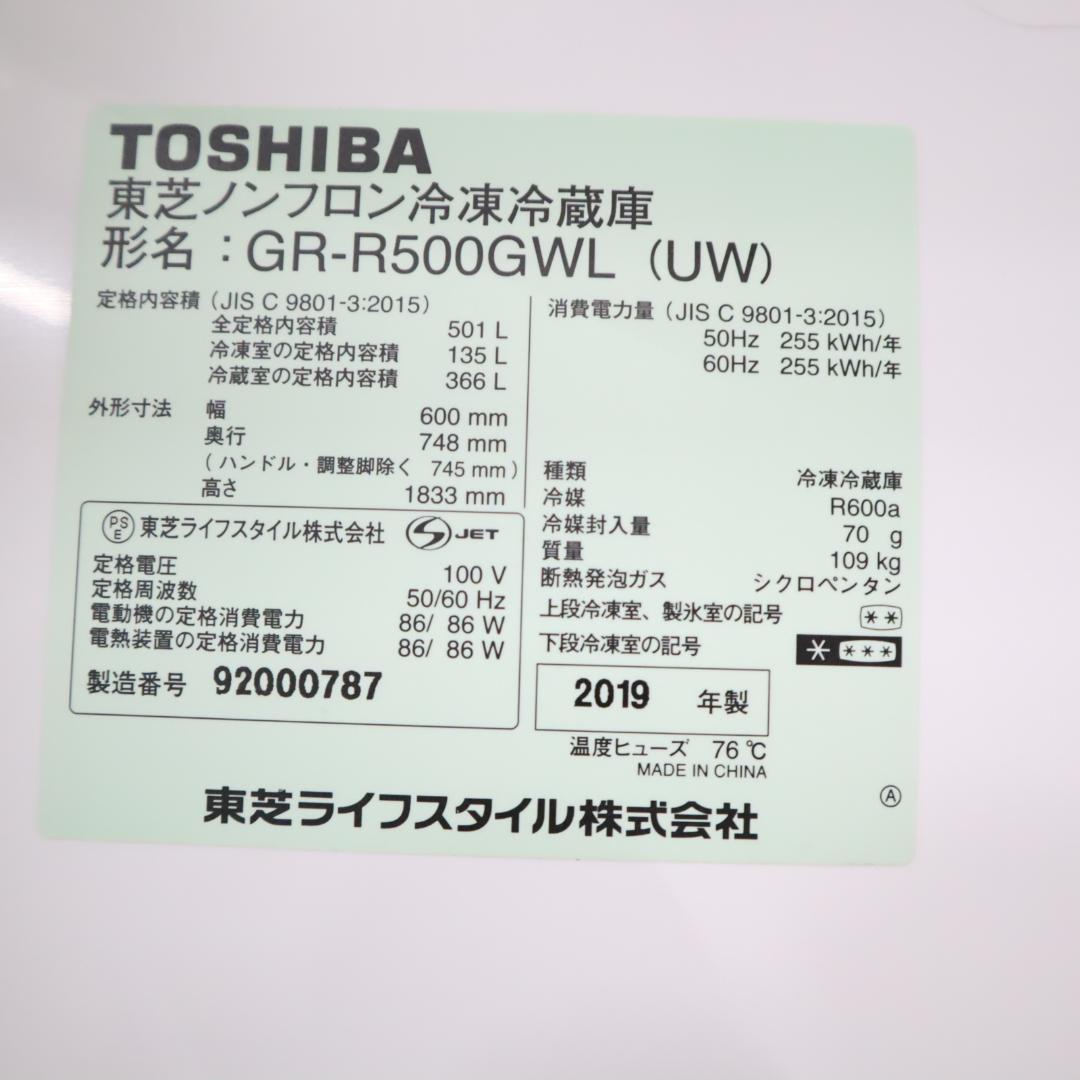 TOSHIBA
東芝ノンフロン冷凍冷蔵庫
形名：GR-R500GWL（UW）
定格内容積（JIS C 9801-3:2015）
全定格内容積 501 L
冷凍室の定格内容積 135 L
冷蔵室の定格内容積 366 L
外形寸法 幅 600 mm
奥行 748 mm
（ハンドル・調整脚除く 745 mm）
高さ 1833 mm
PSE 東芝ライフスタイル株式会社 JET
定格電圧 100 V
定格周波数 50/60 Hz
電動機の定格消費電力 86/ 86 W
電熱装置の定格消費電力 86/ 86 W
製造番号 92000787
消費電力量（JIS C 9801-3:2015）
50Hz 255 kWh/年
60Hz 255 kWh/年
種類 冷凍冷蔵庫
冷媒 R600a
冷媒封入量 70 g
質量 109 kg
断熱発泡ガス シクロペンタン
上段冷凍室、製氷室の記号 **
下段冷凍室の記号 * ***
2019 年製
温度ヒューズ 76 ℃
MADE IN CHINA
Ⓐ
東芝ライフスタイル株式会社